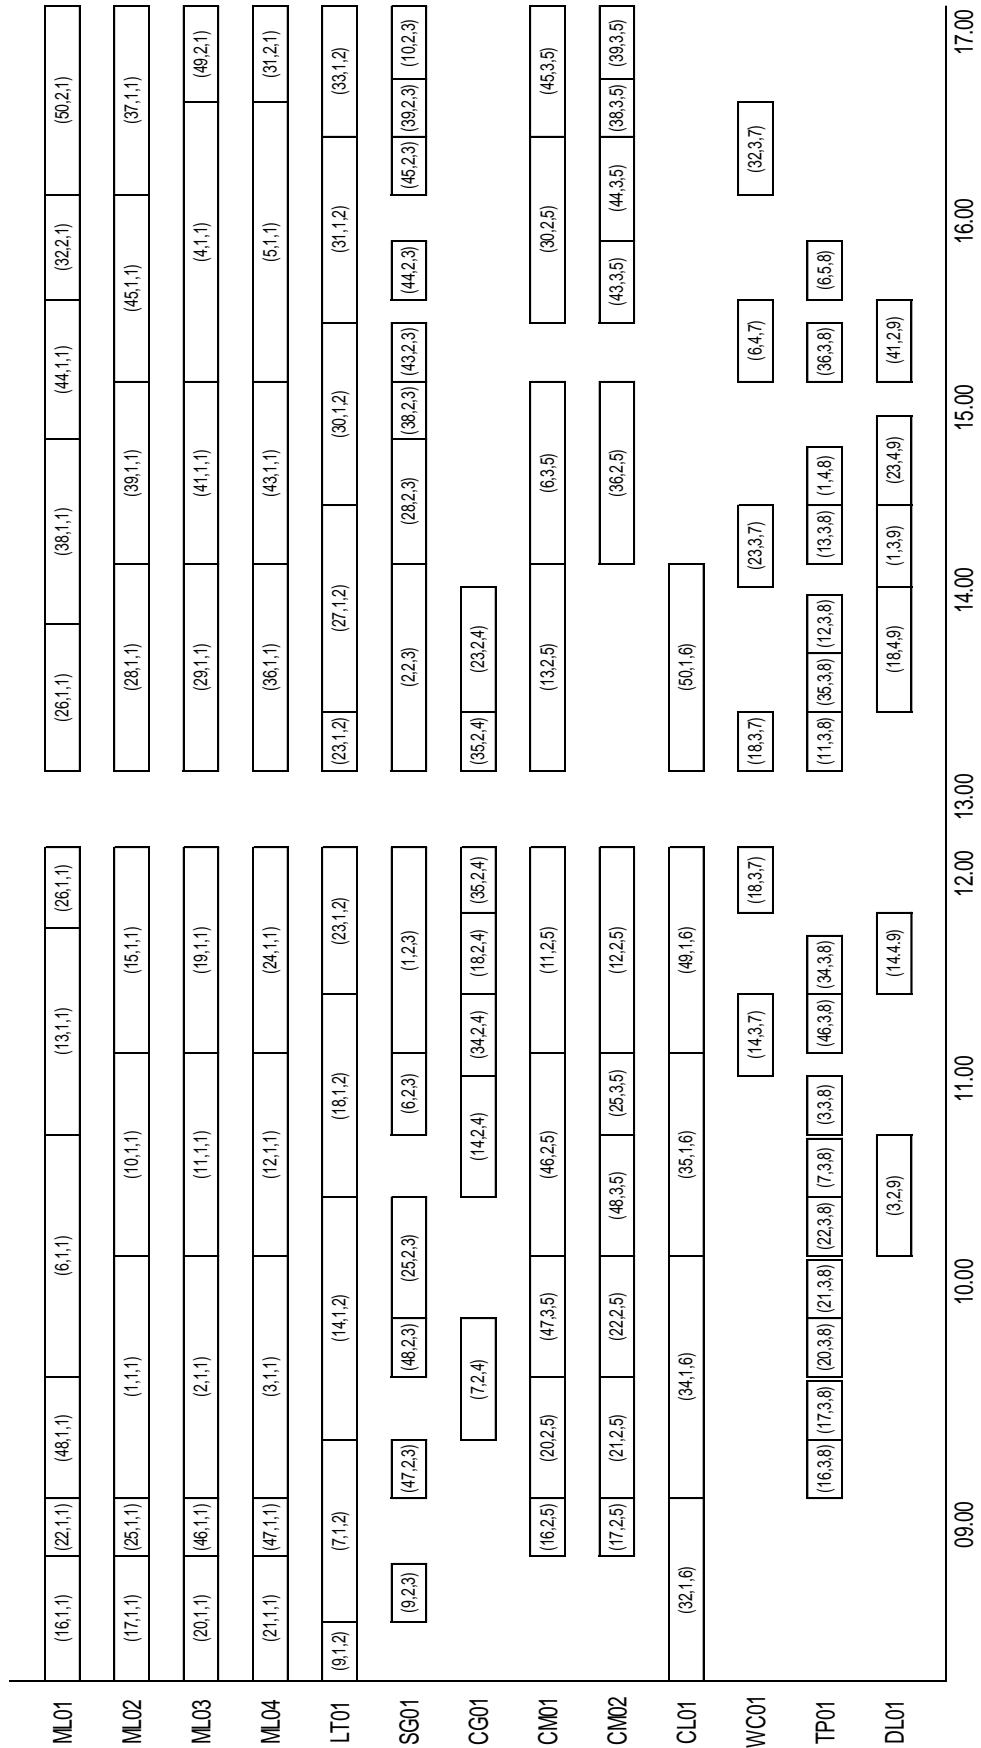 ML01 (16,1,1) (22,1,1) (48,1,1) (6,1,1) (13,1,1) (26,1,1) (26,1,1) (38,1,1) (44,1,1) (32,2,1) (50,2,1)
ML02 (17,1,1) (25,1,1) (1,1,1) (10,1,1) (15,1,1) (28,1,1) (39,1,1) (45,1,1) (37,1,1)
ML03 (20,1,1) (46,1,1) (2,1,1) (11,1,1) (19,1,1) (29,1,1) (41,1,1) (4,1,1) (49,2,1)
ML04 (21,1,1) (47,1,1) (3,1,1) (12,1,1) (24,1,1) (36,1,1) (43,1,1) (5,1,1) (31,2,1)
LT01 (9,1,2) (7,1,2) (14,1,2) (18,1,2) (23,1,2) (23,1,2) (27,1,2) (30,1,2) (31,1,2) (33,1,2)
SG01 (9,2,3) (47,2,3) (48,2,3) (25,2,3) (6,2,3) (1,2,3) (2,2,3) (28,2,3) (38,2,3) (43,2,3) (44,2,3) (45,2,3) (39,2,3) (10,2,3)
CG01 (7,2,4) (14,2,4) (34,2,4) (18,2,4) (35,2,4) (35,2,4) (23,2,4)
CM01 (16,2,5) (20,2,5) (47,3,5) (46,2,5) (11,2,5) (13,2,5) (6,3,5) (30,2,5) (45,3,5)
CM02 (17,2,5) (21,2,5) (22,2,5) (48,3,5) (25,3,5) (12,2,5) (36,2,5) (43,3,5) (44,3,5) (38,3,5) (39,3,5)
CL01 (32,1,6) (34,1,6) (35,1,6) (49,1,6) (50,1,6)
WC01 (14,3,7) (18,3,7) (18,3,7) (23,3,7) (6,4,7) (32,3,7)
TP01 (16,3,8) (17,3,8) (20,3,8) (21,3,8) (22,3,8) (7,3,8) (3,3,8) (46,3,8) (34,3,8) (11,3,8) (35,3,8) (12,3,8) (13,3,8) (1,4,8) (36,3,8) (6,5,8)
DL01 (3,2,9) (14.4.9) (18,4,9) (1,3,9) (23,4,9) (41,2,9)
09.00 10.00 11.00 12.00 13.00 14.00 15.00 16.00 17.00